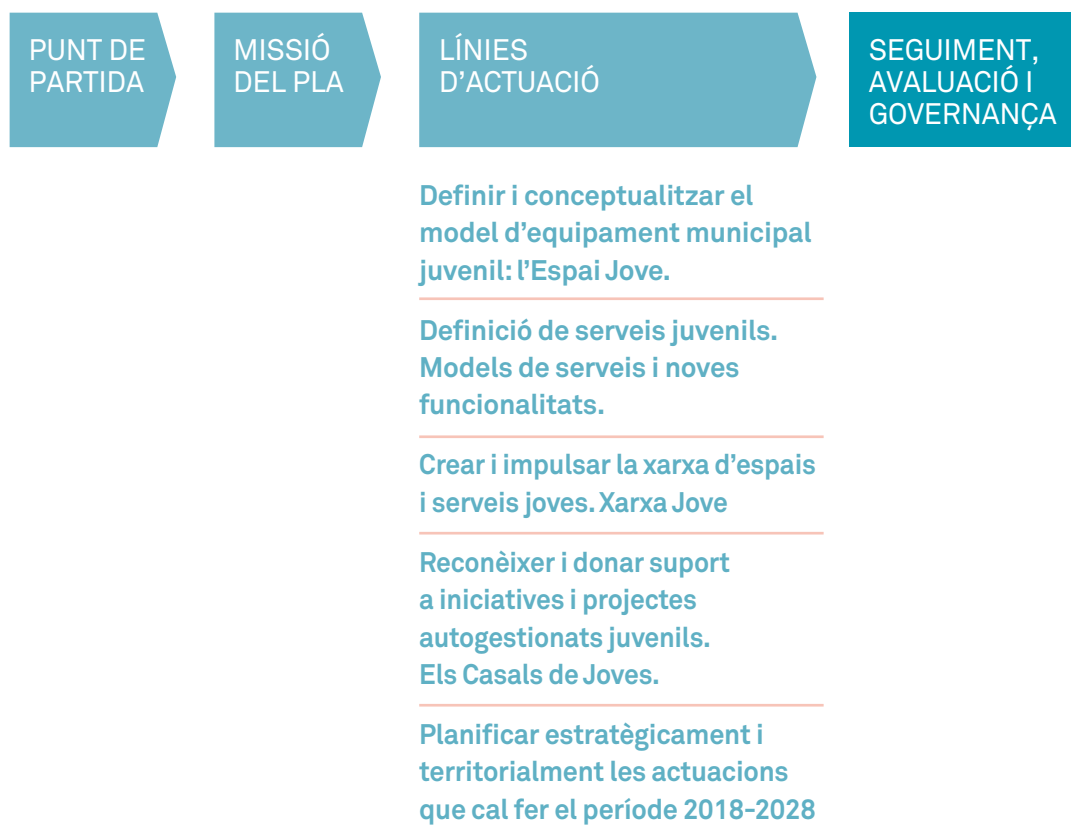 PUNT DE
PARTIDA
MISSIÓ
DEL PLA
LÍNIES
D’ACTUACIÓ
SEGUIMENT,
AVALUACIÓ I
GOVERNANÇA
Definir i conceptualitzar el
model d’equipament municipal
juvenil: l’Espai Jove.
Definició de serveis juvenils.
Models de serveis i noves
funcionalitats.
Crear i impulsar la xarxa d’espais
i serveis joves. Xarxa Jove
Reconèixer i donar suport
a iniciatives i projectes
autogestionats juvenils.
Els Casals de Joves.
Planificar estratègicament i
territorialment les actuacions
que cal fer el període 2018-2028